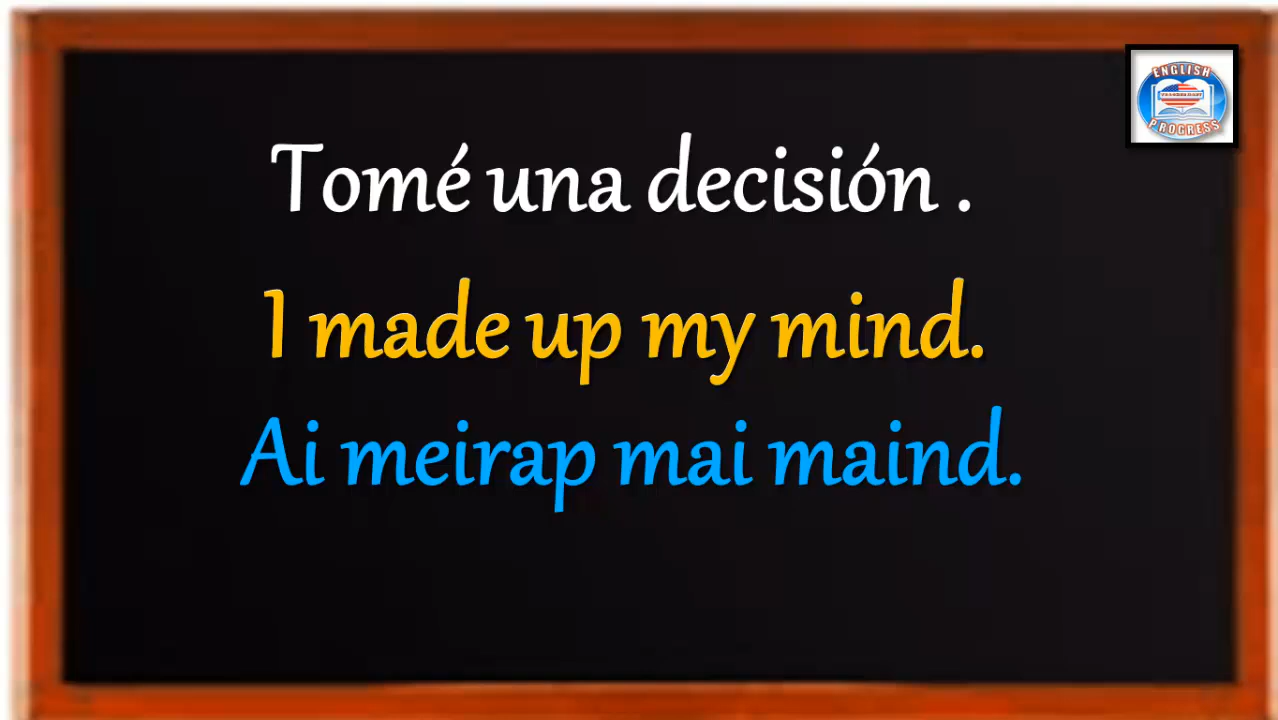 ENGLISH
PROGRESS
Tomé una decisión .
I made up my mind.
Ai meirap mai maind.